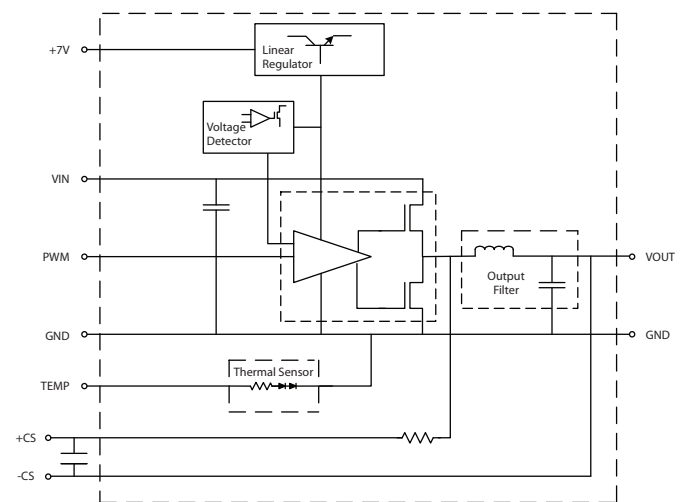 +7V
Linear
Regulator
Voltage
Detector
VIN
PWM
VOUT
Output
Filter
GND
GND
Thermal Sensor
TEMP
+CS
-CS